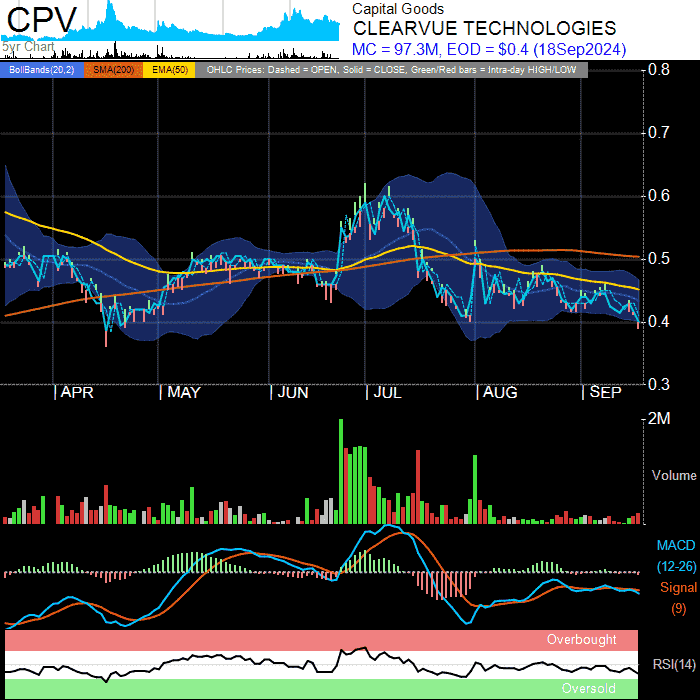 CPV
5yr Chart
Capital Goods
CLEARVUE TECHNOLOGIES
MC = 97.3M, EOD = $0.4 (18Sep2024)
BollBands(20,2) SMA(200) EMA(50) OHLC Prices: Dashed = OPEN, Solid = CLOSE, Green/Red bars = Intra-day HIGH/LOW
0.8
0.7
0.6
0.5
0.4
0.3
APR MAY JUN JUL AUG SEP
2M
Volume
MACD
(12-26)
Signal
(9)
Overbought
RSI(14)
Oversold